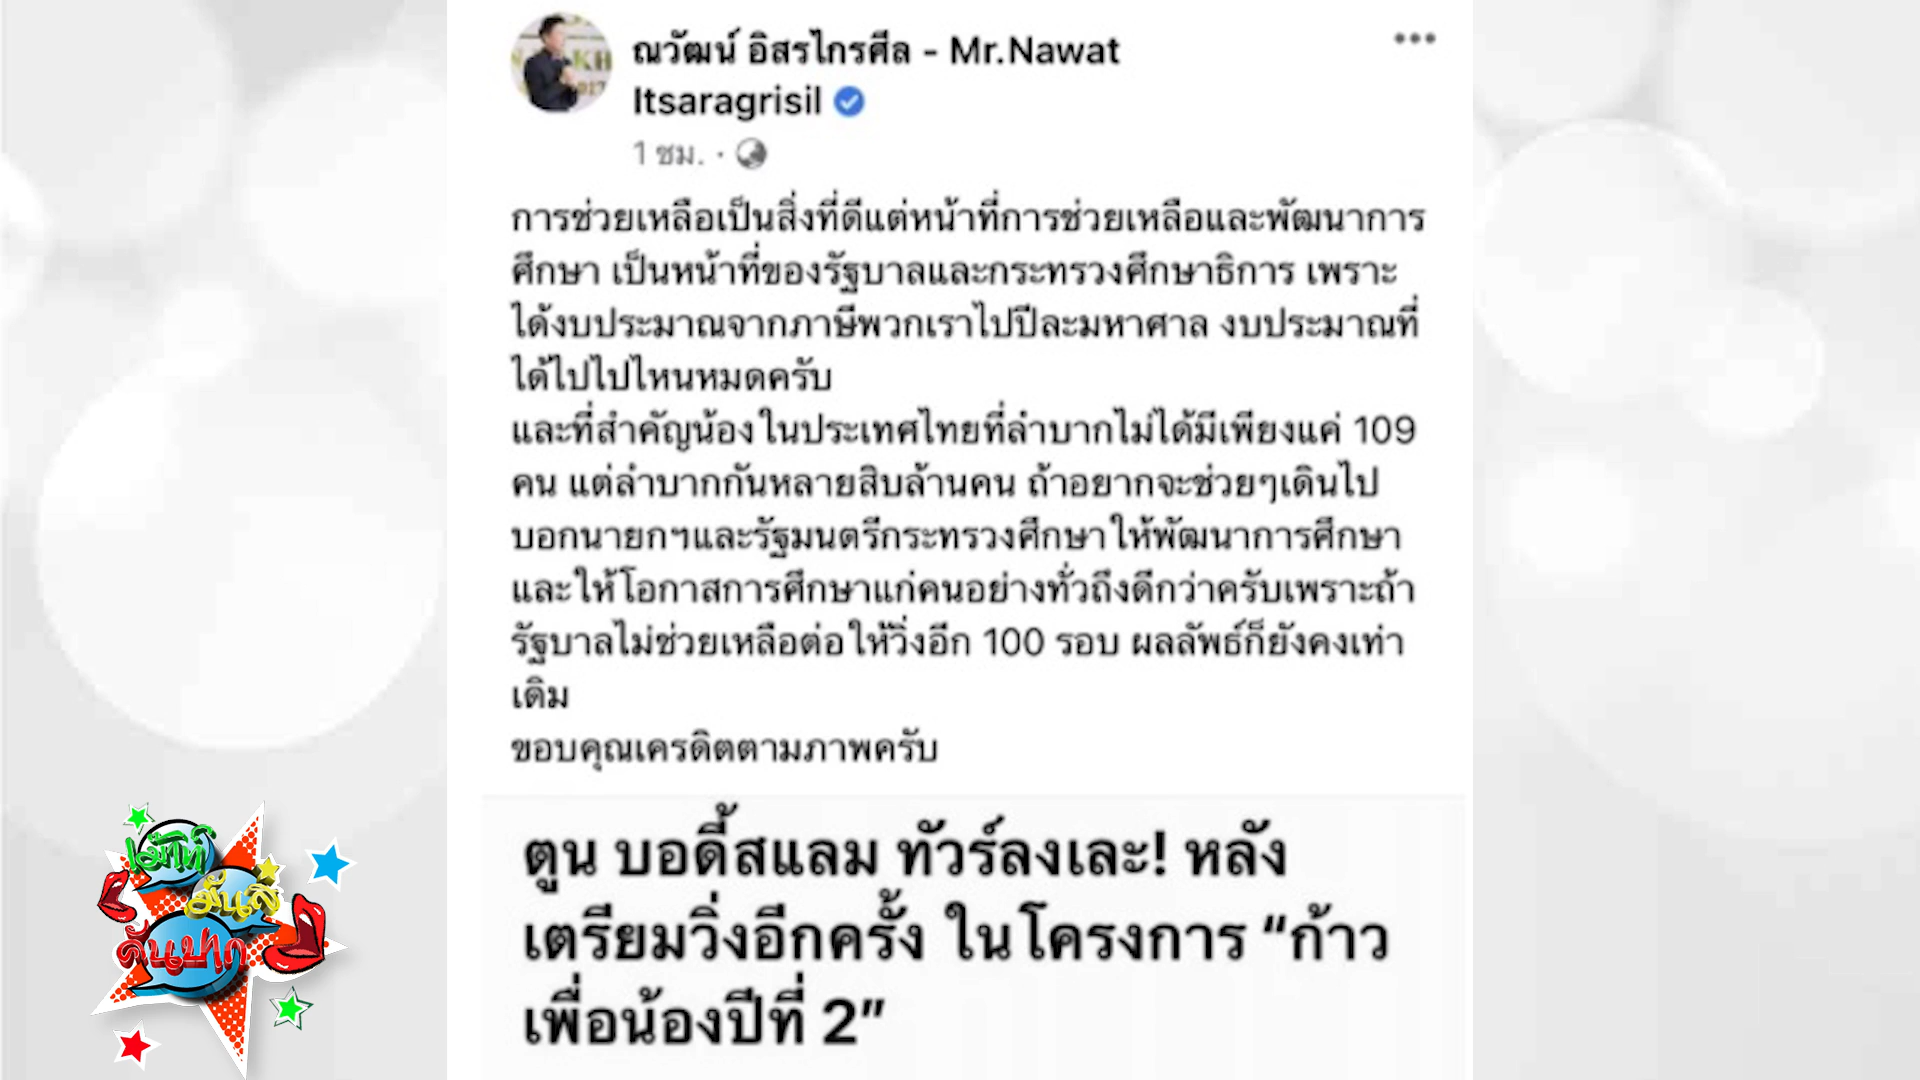 ณวัฒน์ อิสรไกรศีล - Mr.Nawat
Itsaragrisil
1 ชม. ·
การช่วยเหลือเป็นสิ่งที่ดีแต่หน้าที่การช่วยเหลือและพัฒนาการ
ศึกษา เป็นหน้าที่ของรัฐบาลและกระทรวงศึกษาธิการ เพราะ
ได้งบประมาณจากภาษีพวกเราไปปีละมหาศาล งบประมาณที่
ได้ไปไปไหนหมดครับ
และที่สำคัญน้องในประเทศไทยที่ลำบากไม่ได้มีเพียงแค่ 109
คน แต่ลำบากกันหลายสิบล้านคน ถ้าอยากจะช่วยๆเดินไป
บอกนายกฯและรัฐมนตรีกระทรวงศึกษาให้พัฒนาการศึกษา
และให้โอกาสการศึกษาแก่คนอย่างทั่วถึงดีกว่าครับเพราะถ้า
รัฐบาลไม่ช่วยเหลือต่อให้วิ่งอีก 100 รอบ ผลลัพธ์ก็ยังคงเท่า
เดิม
ขอบคุณเครดิตตามภาพครับ
ตูน บอดี้สแลม ทัวร์ลงเละ! หลัง
เตรียมวิ่งอีกครั้ง ในโครงการ “ก้าว
เพื่อน้องปีที่ 2”
เม้าท์
มันส์
คันปาก
KH